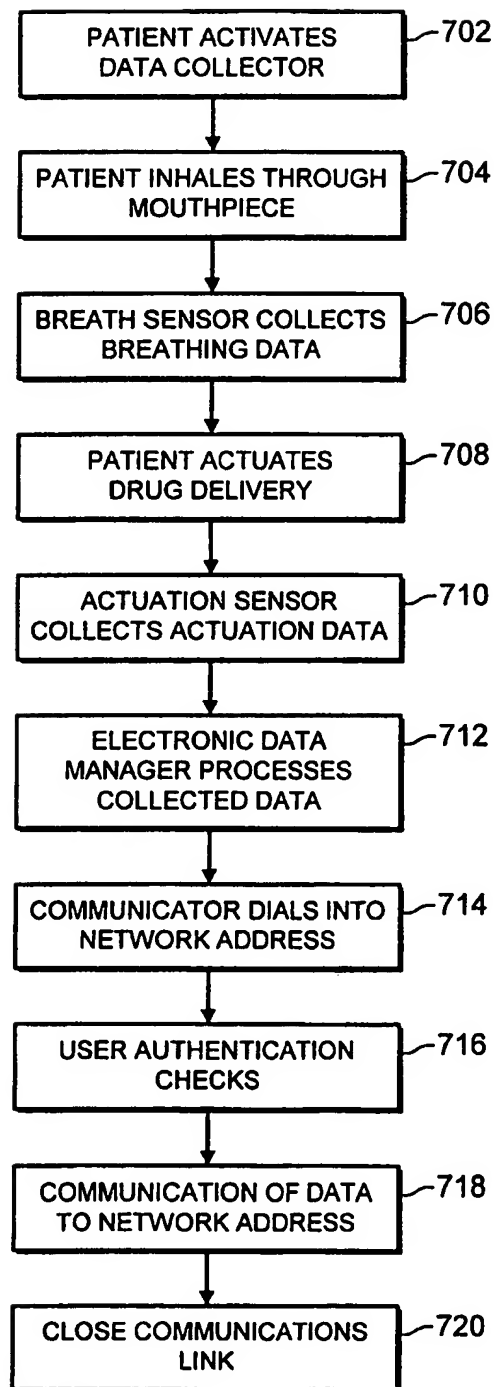 PATIENT ACTIVATES
DATA COLLECTOR
702
PATIENT INHALES THROUGH
MOUTHPIECE
704
BREATH SENSOR COLLECTS
BREATHING DATA
706
PATIENT ACTUATES
DRUG DELIVERY
708
ACTUATION SENSOR
COLLECTS ACTUATION DATA
710
ELECTRONIC DATA
MANAGER PROCESSES
COLLECTED DATA
712
COMMUNICATOR DIALS INTO
NETWORK ADDRESS
714
USER AUTHENTICATION
CHECKS
716
COMMUNICATION OF DATA
TO NETWORK ADDRESS
718
CLOSE COMMUNICATIONS
LINK
720